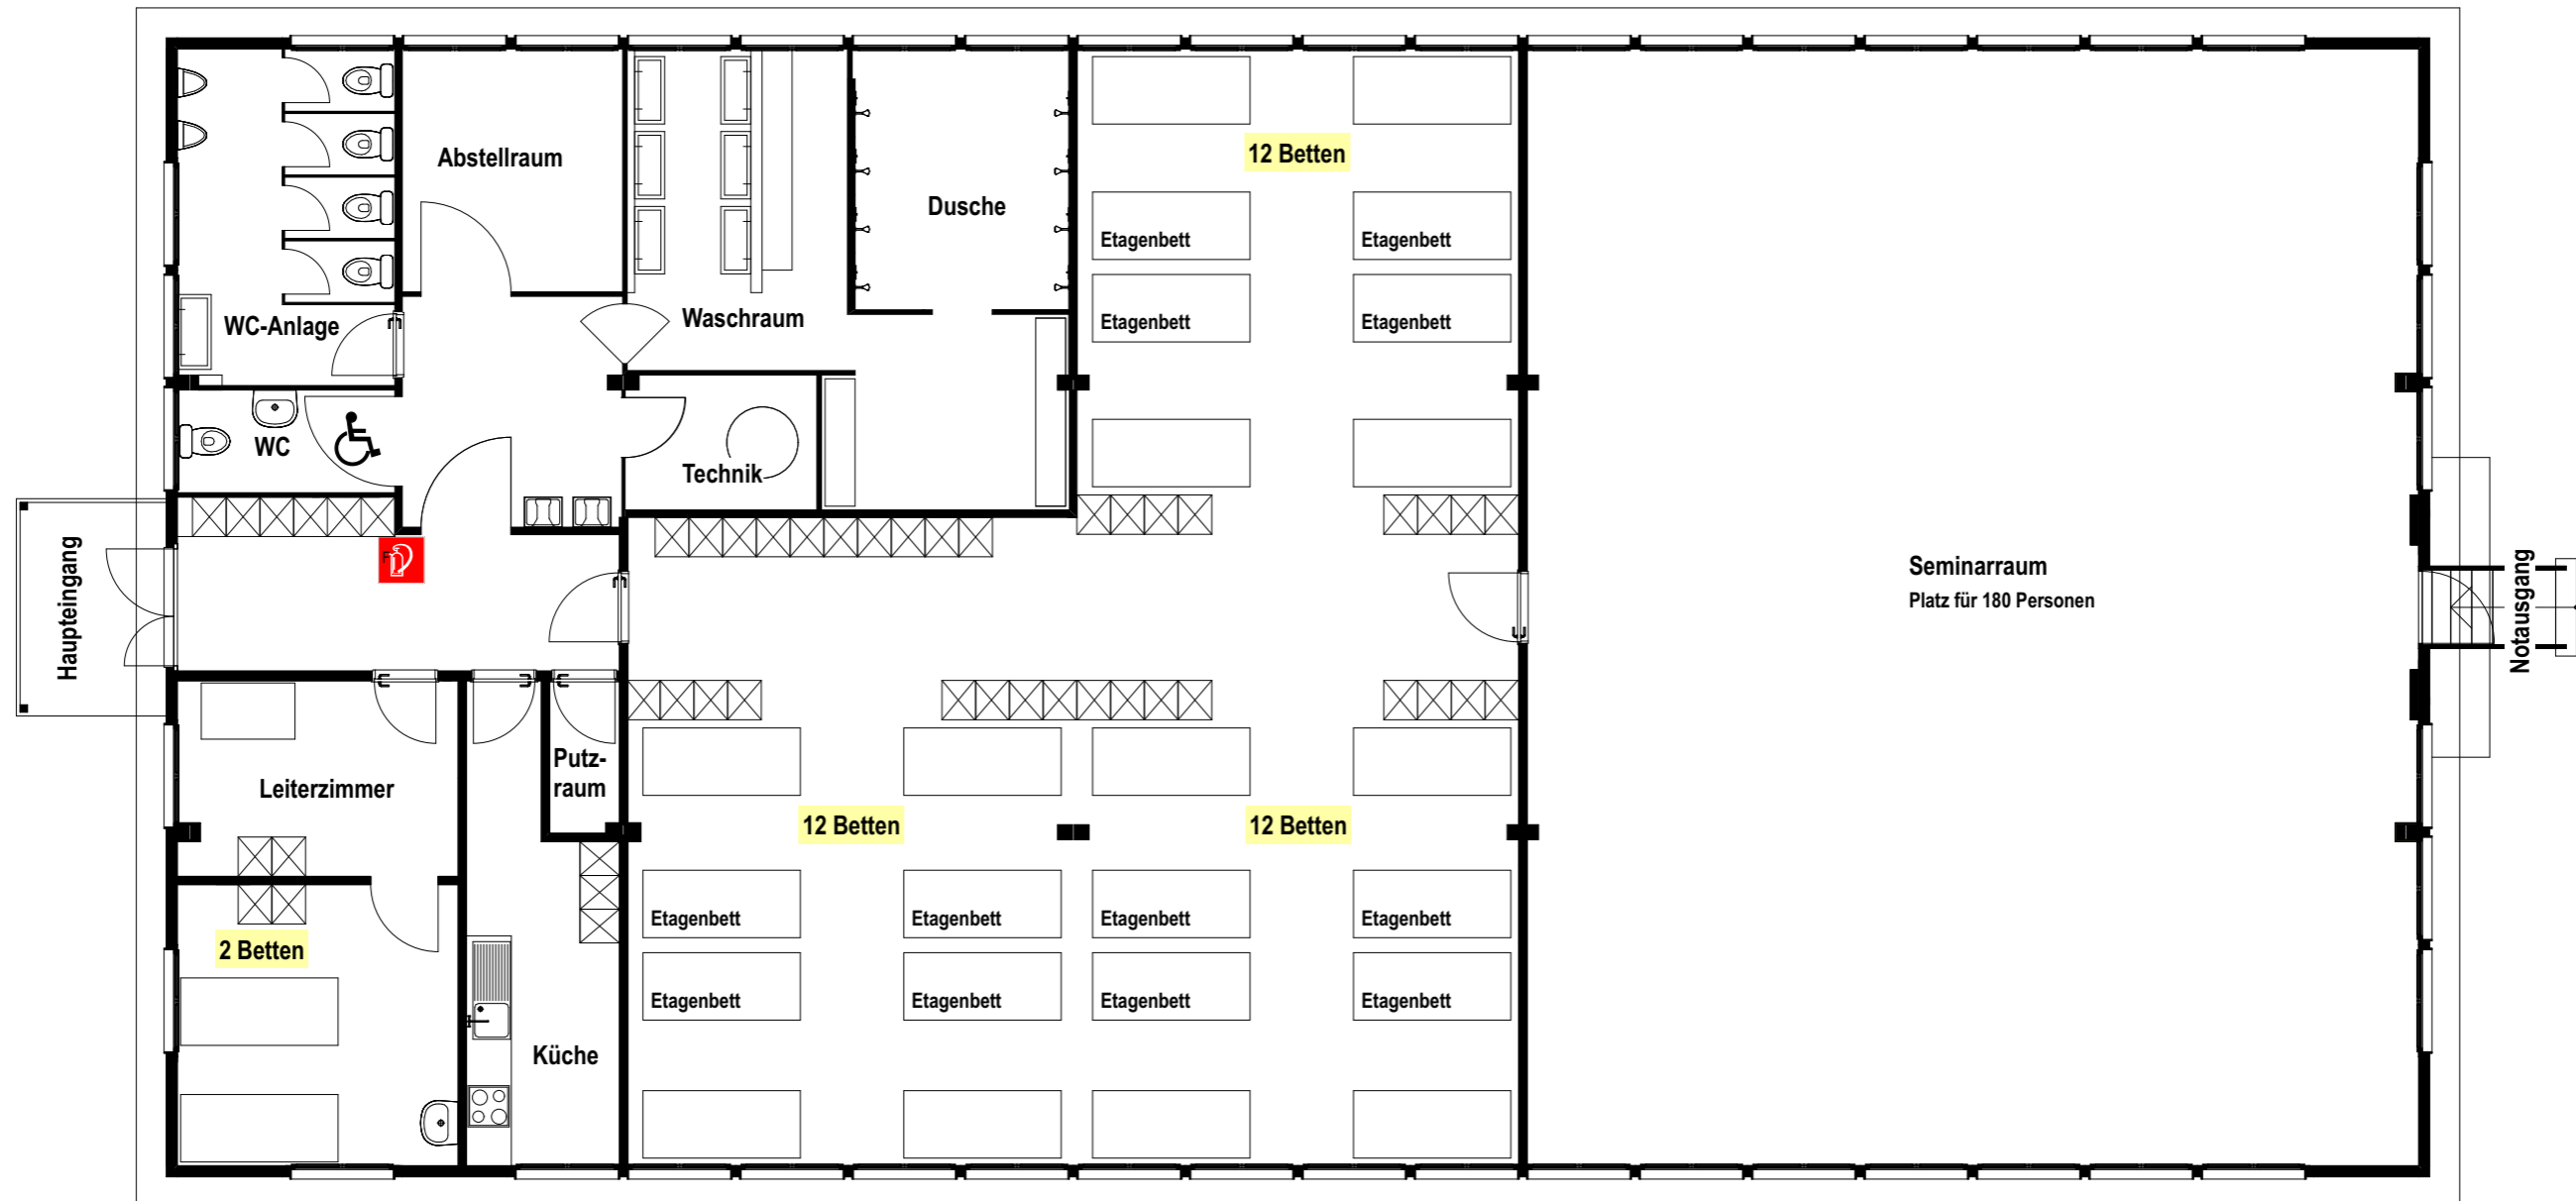 Abstellraum
12 Betten
Dusche
Etagenbett
Etagenbett
WC-Anlage
Waschraum
Etagenbett
Etagenbett
WC
Technik
Haupteingang
F
Seminarraum
Platz für 180 Personen
Notausgang
Leiterzimmer
Putz-
raum
12 Betten
12 Betten
Etagenbett
Etagenbett
Etagenbett
Etagenbett
2 Betten
Etagenbett
Etagenbett
Etagenbett
Etagenbett
Küche